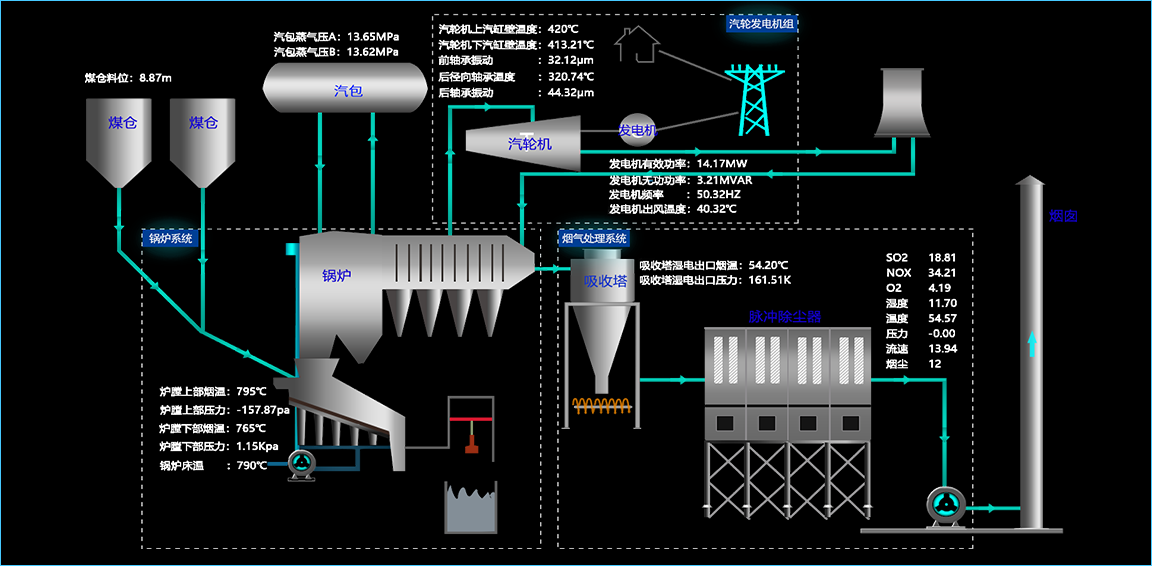 汽轮发电机组
汽包蒸气压A：13.65MPa
汽包蒸气压B：13.62MPa
汽轮机上汽缸壁温度：420℃
汽轮机下汽缸壁温度：413.21℃
前轴承振动 ：32.12μm
后径向轴承温度 ：320.74℃
后轴承振动 ：44.32μm
煤仓料位：8.87m
汽包
煤仓
煤仓
汽轮机
发电机
发电机有效功率：14.17MW
发电机无功功率：3.21MVAR
发电机频率 ：50.32HZ
发电机出风温度：40.32℃
烟囱
锅炉系统
烟气处理系统
锅炉
吸收塔
吸收塔湿电出口烟温：54.20℃
吸收塔湿电出口压力：161.51K
SO2 18.81
NOX 34.21
O2 4.19
湿度 11.70
温度 54.57
压力 -0.00
流速 13.94
烟尘 12
脉冲除尘器
炉膛上部烟温：795℃
炉膛上部压力：-157.87pa
炉膛下部烟温：765℃
炉膛下部压力：1.15Kpa
锅炉床温 ：790℃